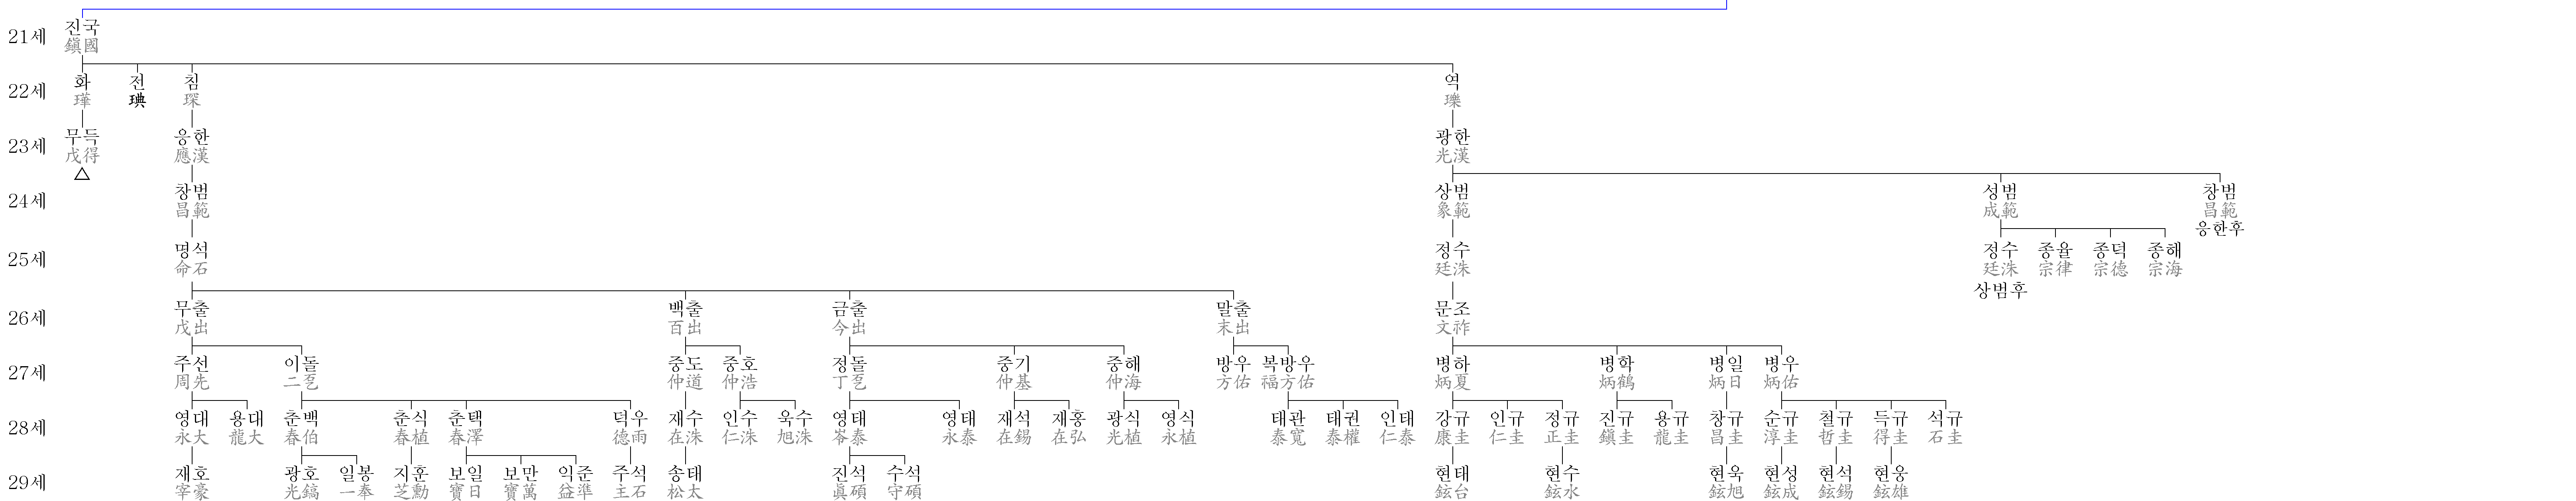 21세 진국
鎭國
22세 화 전 침 역
瑋 琠 琛 瓅
23세 무득 응한 광한
戊得 應漢 光漢
△
24세 창범 상범 성범 창범
昌範 象範 成範 昌範
응한후
25세 명석 정수 정수 종율 종덕 종해
命石 廷洙 廷洙 宗律 宗德 宗海
상범후
26세 무출 백출 금출 말출 문조
戊出 百出 今出 末出 文祚
27세 주선 이돌 중도 중호 정돌 중기 중해 방우 복방우 병하 병학 병일 병우
周先 二乭 仲道 仲浩 丁乭 仲基 仲海 方佑 福方佑 炳夏 炳鶴 炳日 炳佑
28세 영대 용대 춘백 춘식 춘택 덕우 재수 인수 욱수 영태 영태 재석 재홍 광식 영식 태관 태권 인태 강규 인규 정규 진규 용규 창규 순규 철규 득규 석규
永大 龍大 春伯 春植 春澤 德雨 在洙 仁洙 旭洙 岺泰 永泰 在錫 在弘 光植 永植 泰寬 泰權 仁泰 康圭 仁圭 正圭 鎭圭 龍圭 昌圭 淳圭 哲圭 得圭 石圭
29세 재호 광호 일봉 지훈 보일 보만 익준 주석 송태 진석 수석 현태 현수 현욱 현성 현석 현웅
宰豪 光鎬 一奉 芝勳 寶日 寶萬 益準 主石 松太 眞碩 守碩 鉉台 鉉水 鉉旭 鉉成 鉉錫 鉉雄